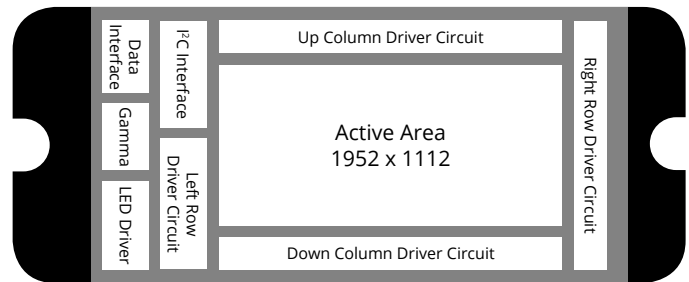 Data
Interface
Gamma
LED Driver
I²C Interface
Left Row
Driver Circuit
Up Column Driver Circuit
Active Area
1952 x 1112
Down Column Driver Circuit
Right Row Driver Circuit